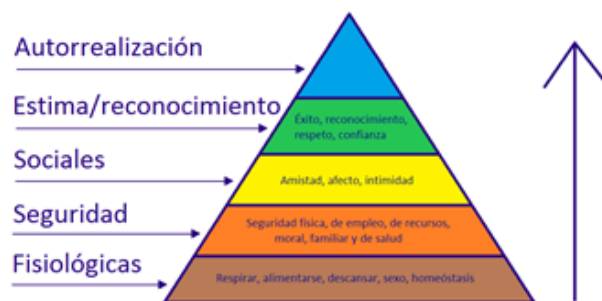 Autorrealización
Estima/reconocimiento
Éxito, reconocimiento,
respeto, confianza
Sociales
Amistad, afecto, intimidad
Seguridad
Seguridad física, de empleo, de recursos,
moral, familiar y de salud
Fisiológicas
Respirar, alimentarse, descansar, sexo, homeóstasis